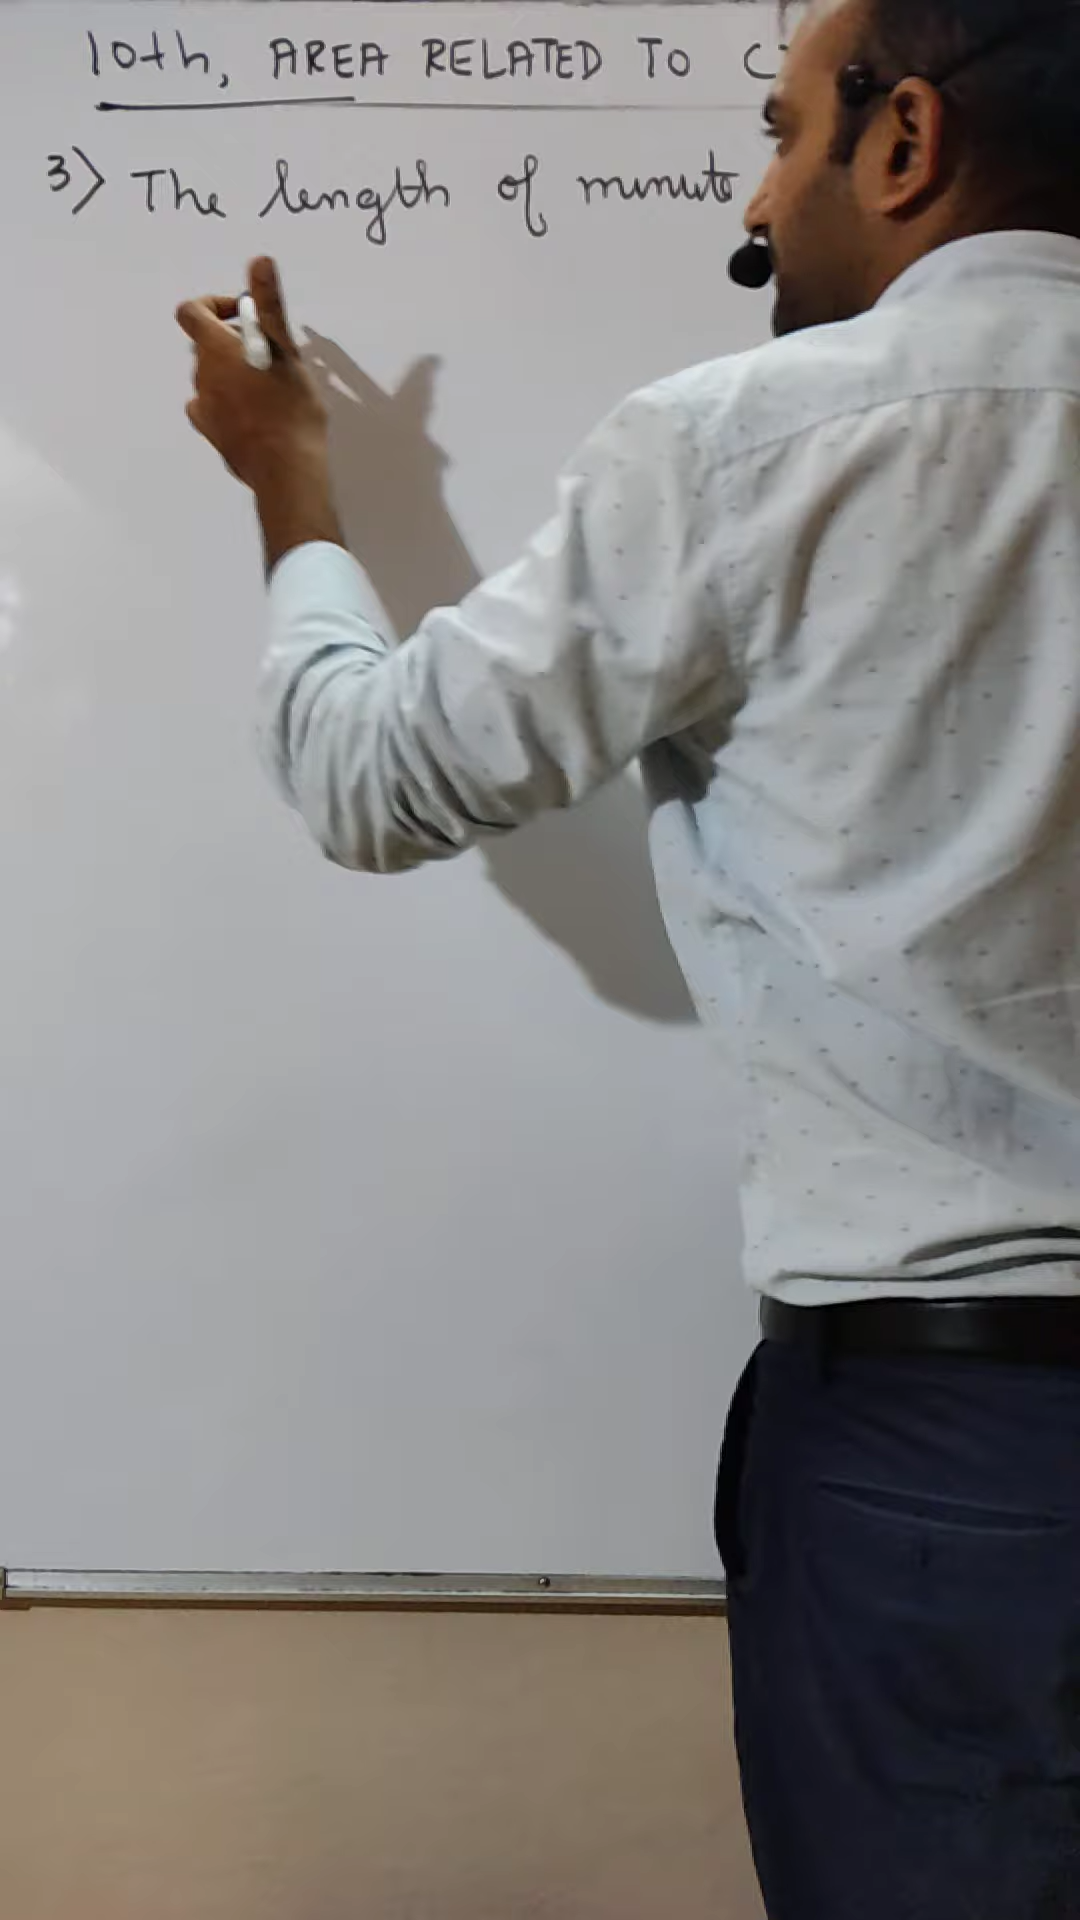 10th, AREA RELATED TO C
3) The length of minute